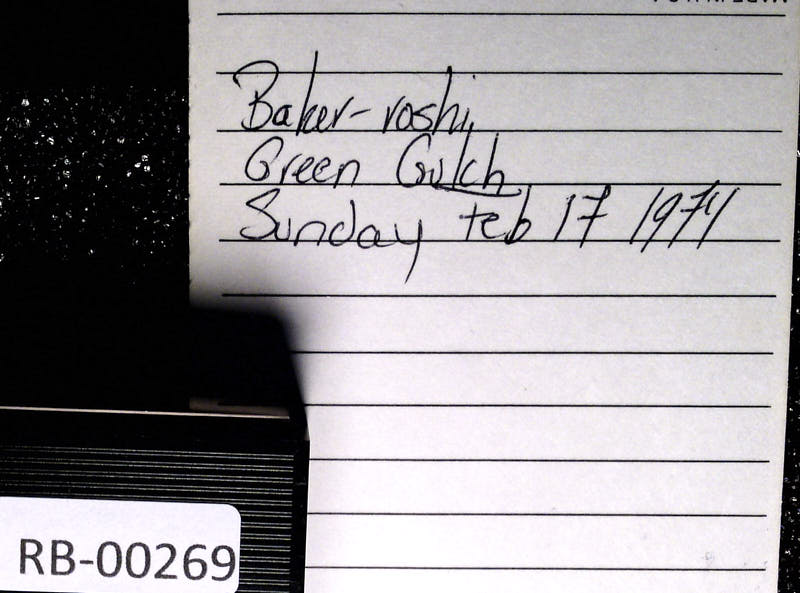 Baker-roshi,
Green Gulch
Sunday Feb 17 1974
RB-00269